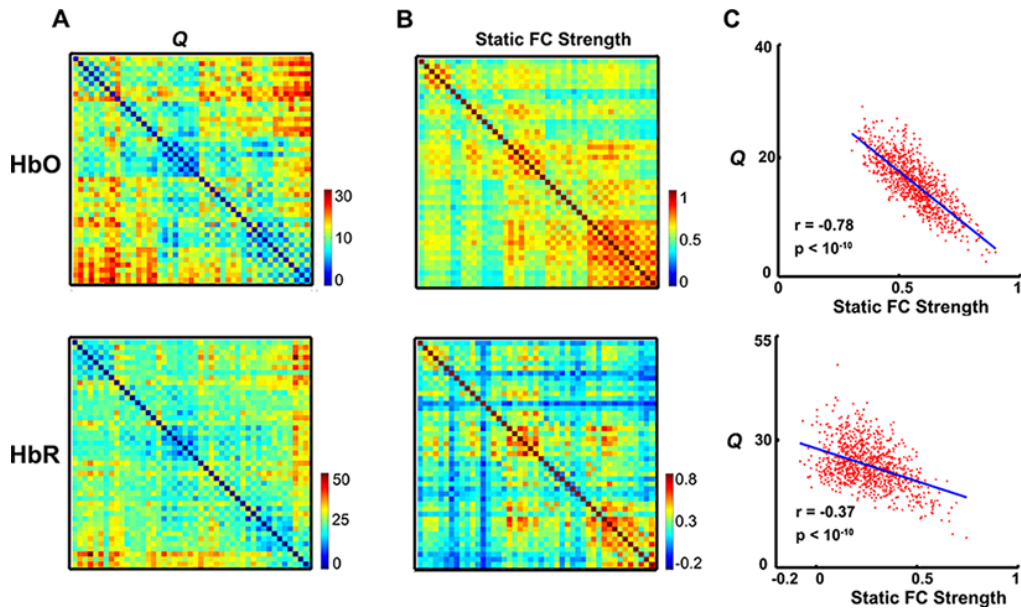 A
B
C
Q
Static FC Strength
HbO
30
10
0
1
0.5
0
40
Q
20
0
r = -0.78
p < 10⁻¹⁰
0
0.5
1
Static FC Strength
HbR
50
25
0
0.8
0.3
-0.2
55
Q
30
0
r = -0.37
p < 10⁻¹⁰
-0.2
0
0.5
1
Static FC Strength